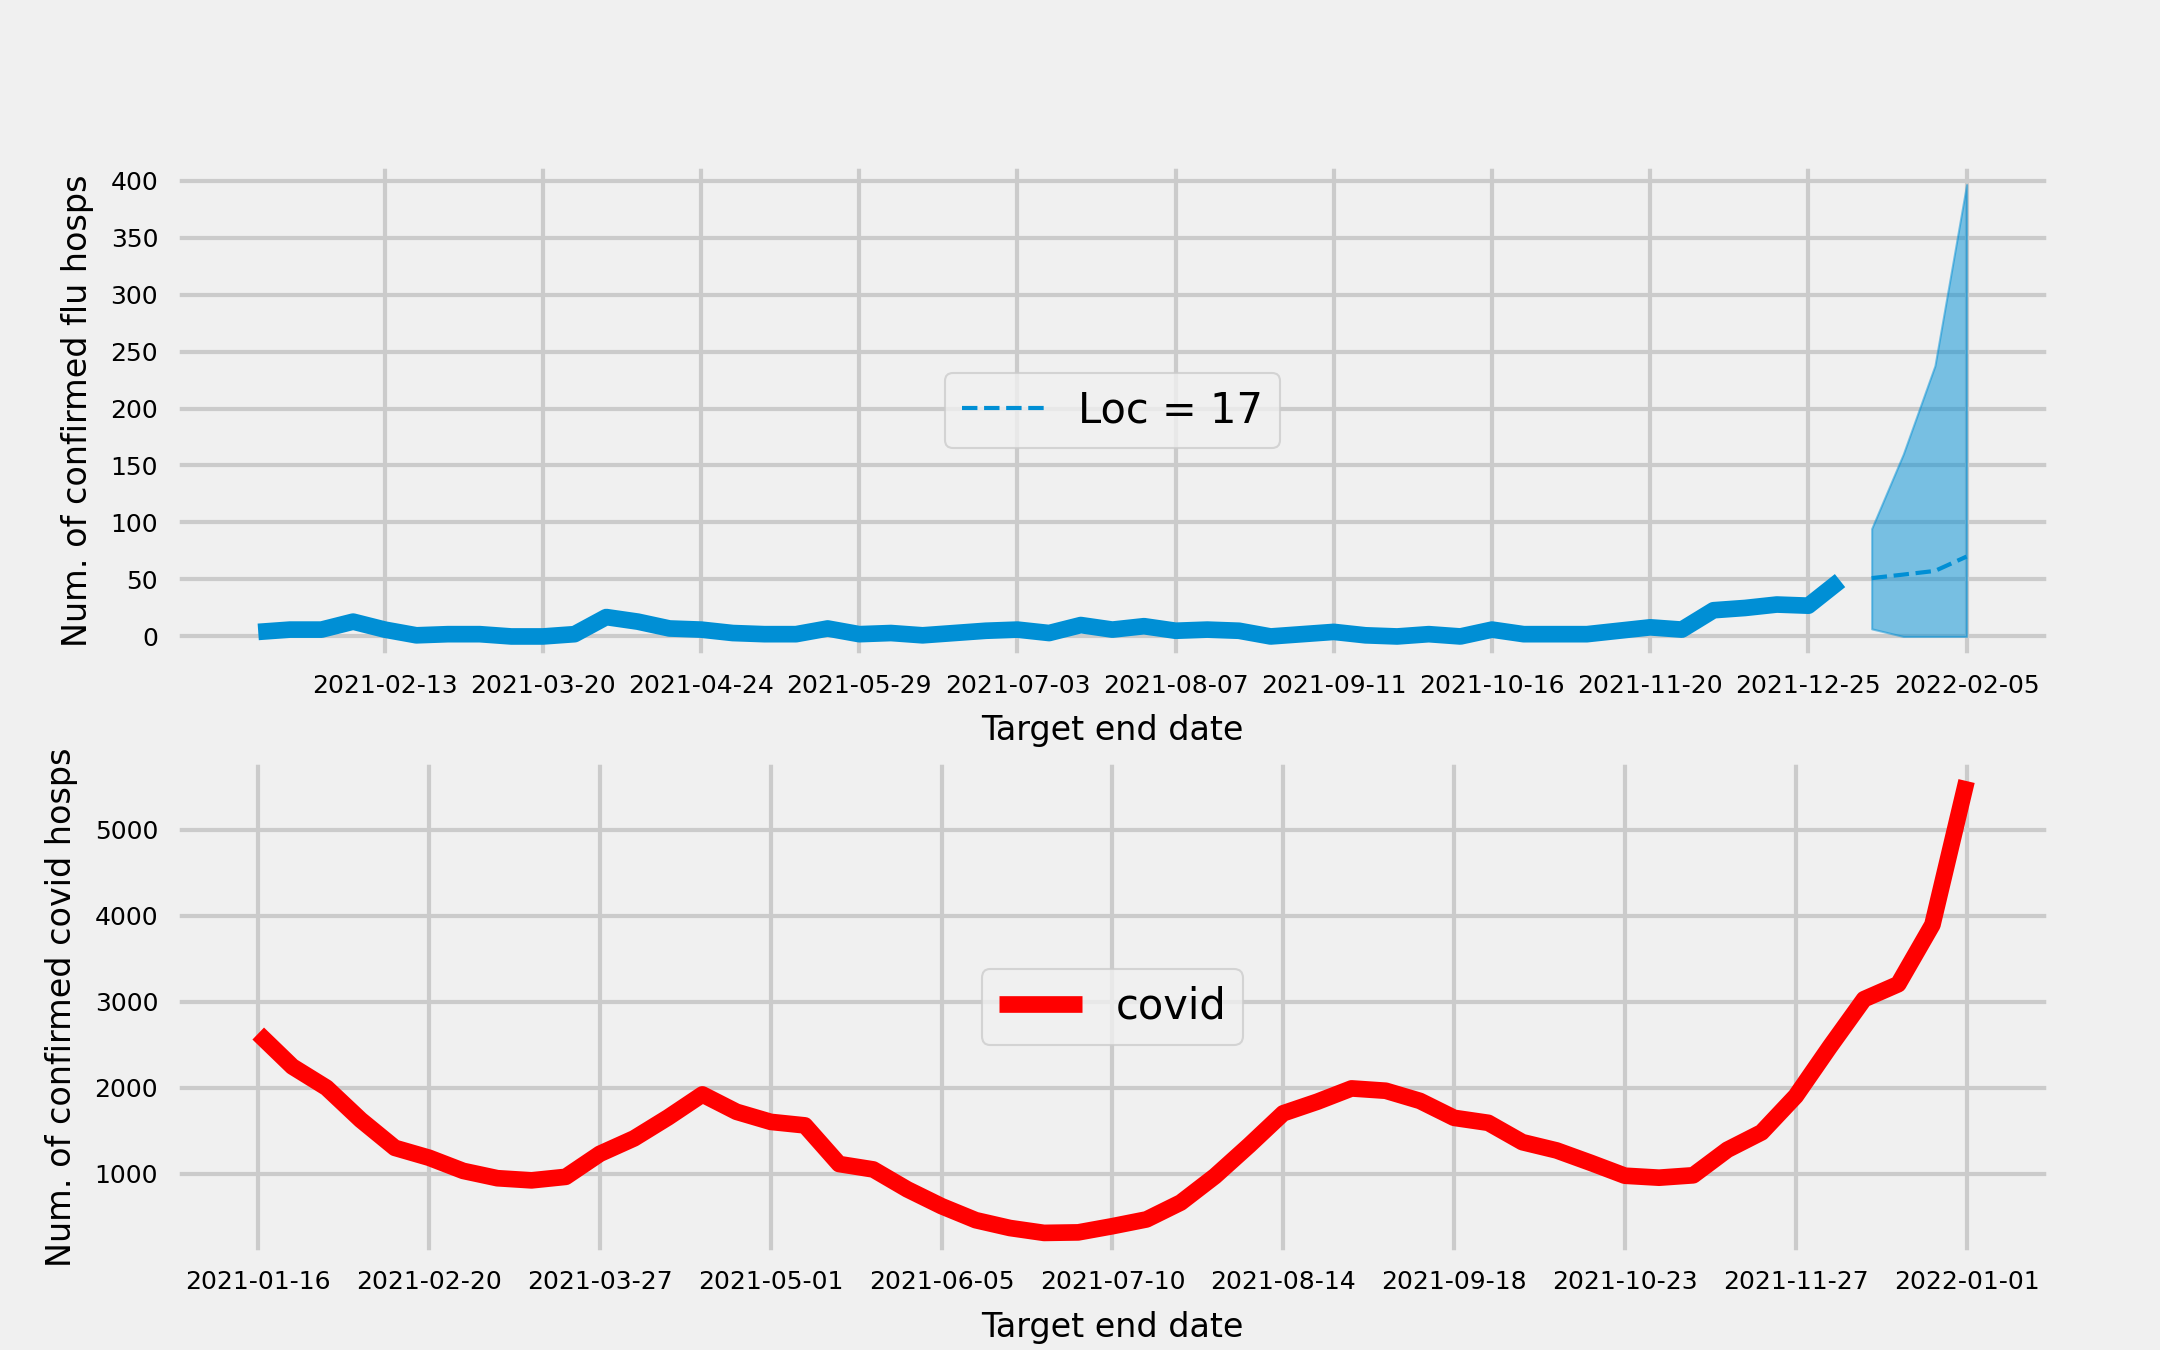 Num. of confirmed flu hosps
400
350
300
250
200
150
100
50
0
Loc = 17
2021-02-13 2021-03-20 2021-04-24 2021-05-29 2021-07-03 2021-08-07 2021-09-11 2021-10-16 2021-11-20 2021-12-25 2022-02-05
Target end date
Num. of confirmed covid hosps
5000
4000
3000
2000
1000
covid
2021-01-16 2021-02-20 2021-03-27 2021-05-01 2021-06-05 2021-07-10 2021-08-14 2021-09-18 2021-10-23 2021-11-27 2022-01-01
Target end date